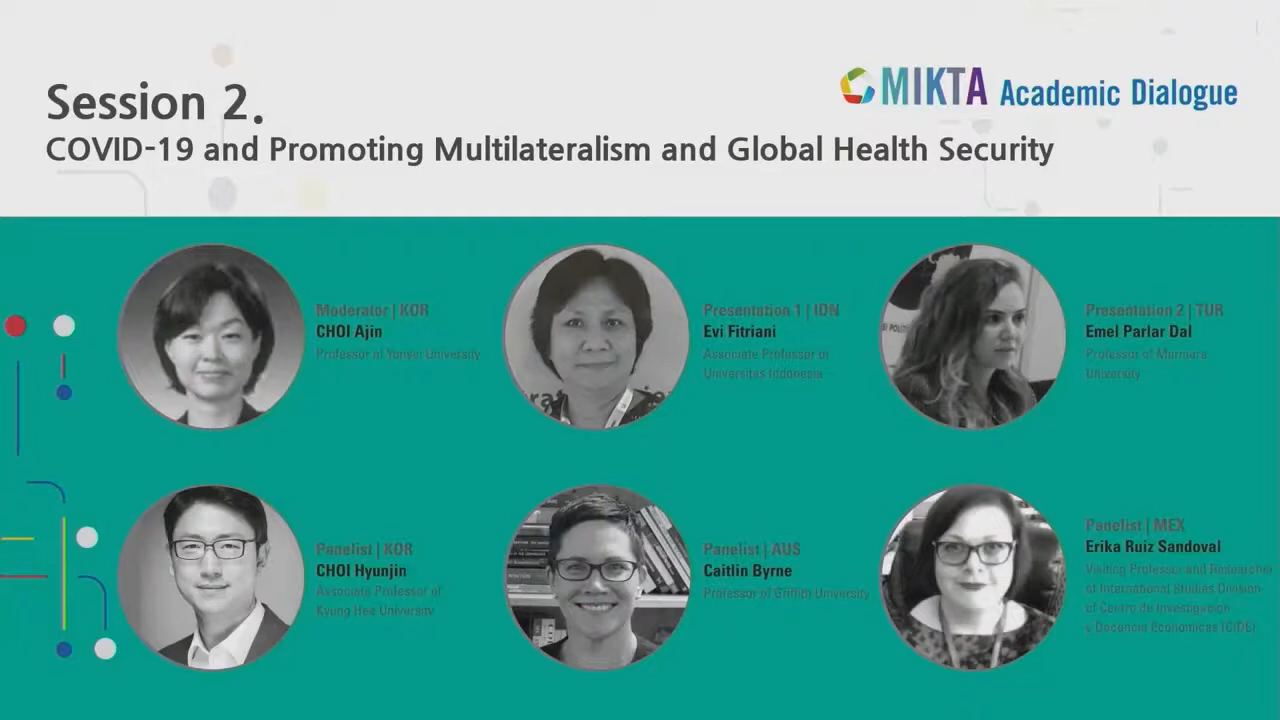 Session 2.
MIKTA Academic Dialogue
COVID-19 and Promoting Multilateralism and Global Health Security
Moderator | KOR
CHOI Ajin
Professor of Yonsei University
Presentation 1 | IDN
Evi Fitriani
Associate Professor of
Universitas Indonesia
Presentation 2 | TUR
Emel Parlar Dal
Professor of Marmara
University
Panelist | KOR
CHOI Hyunjin
Associate Professor of
Kyung Hee University
Panelist | AUS
Caitlin Byrne
Professor of Griffith University
Panelist | MEX
Erika Ruiz Sandoval
Visiting Professor and Researcher
of International Studies Division
of Centro de Investigación
y Docencia Económicas (CIDE)